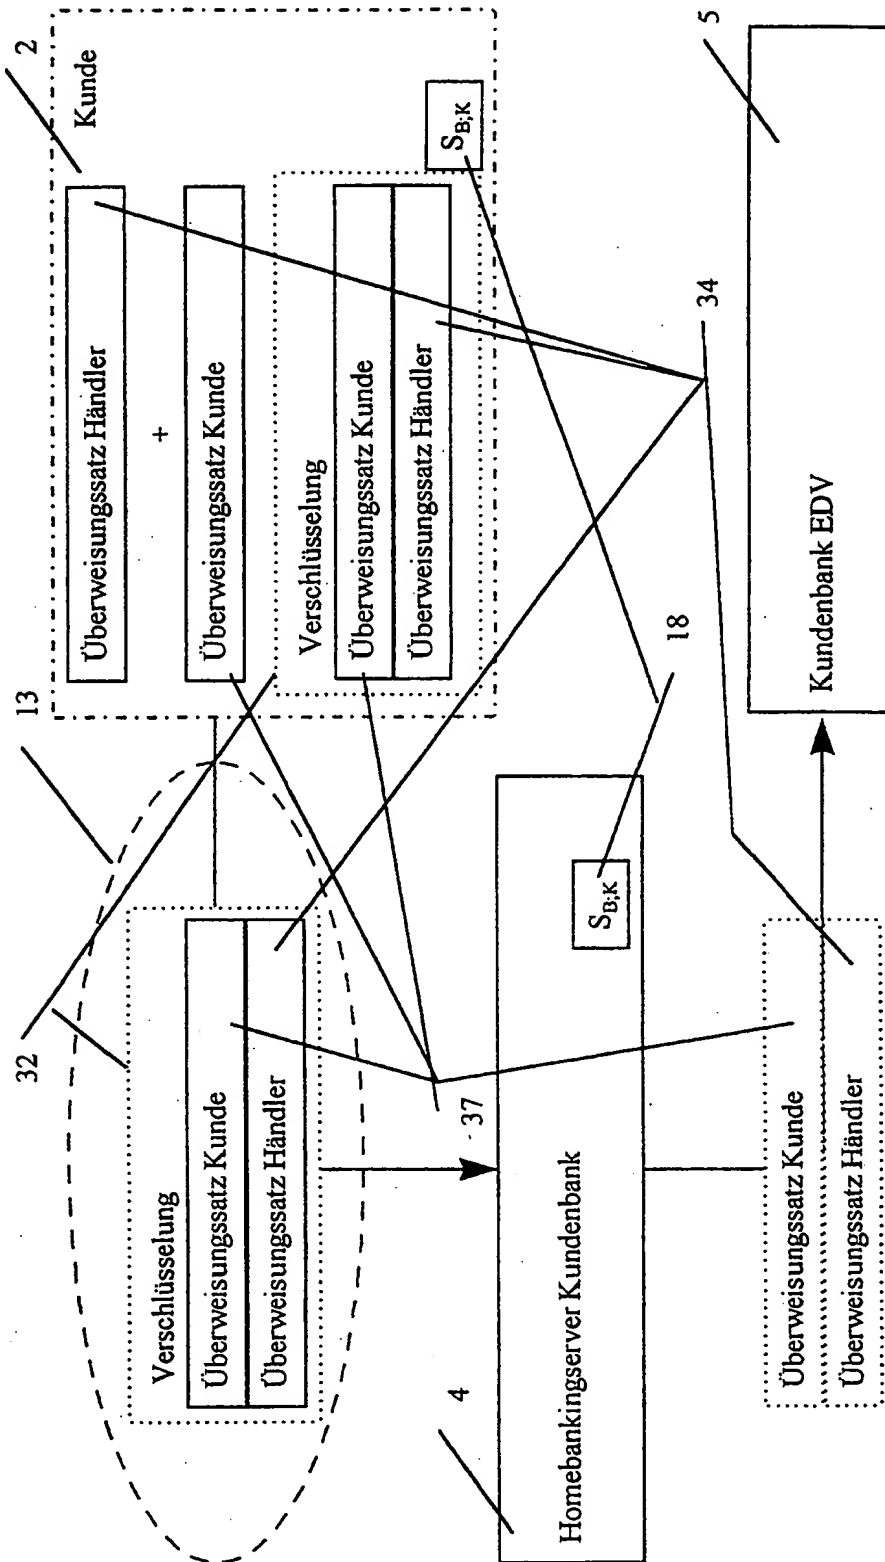 32
13
2
Kunde
Überweisungssatz Händler
+
Überweisungssatz Kunde
Verschlüsselung
Überweisungssatz Kunde
Überweisungssatz Händler
S_B;K
Verschlüsselung
Überweisungssatz Kunde
Überweisungssatz Händler
4
37
Homebankingserver Kundenbank
S_B;K
18
34
5
Überweisungssatz Kunde
Überweisungssatz Händler
Kundenbank EDV